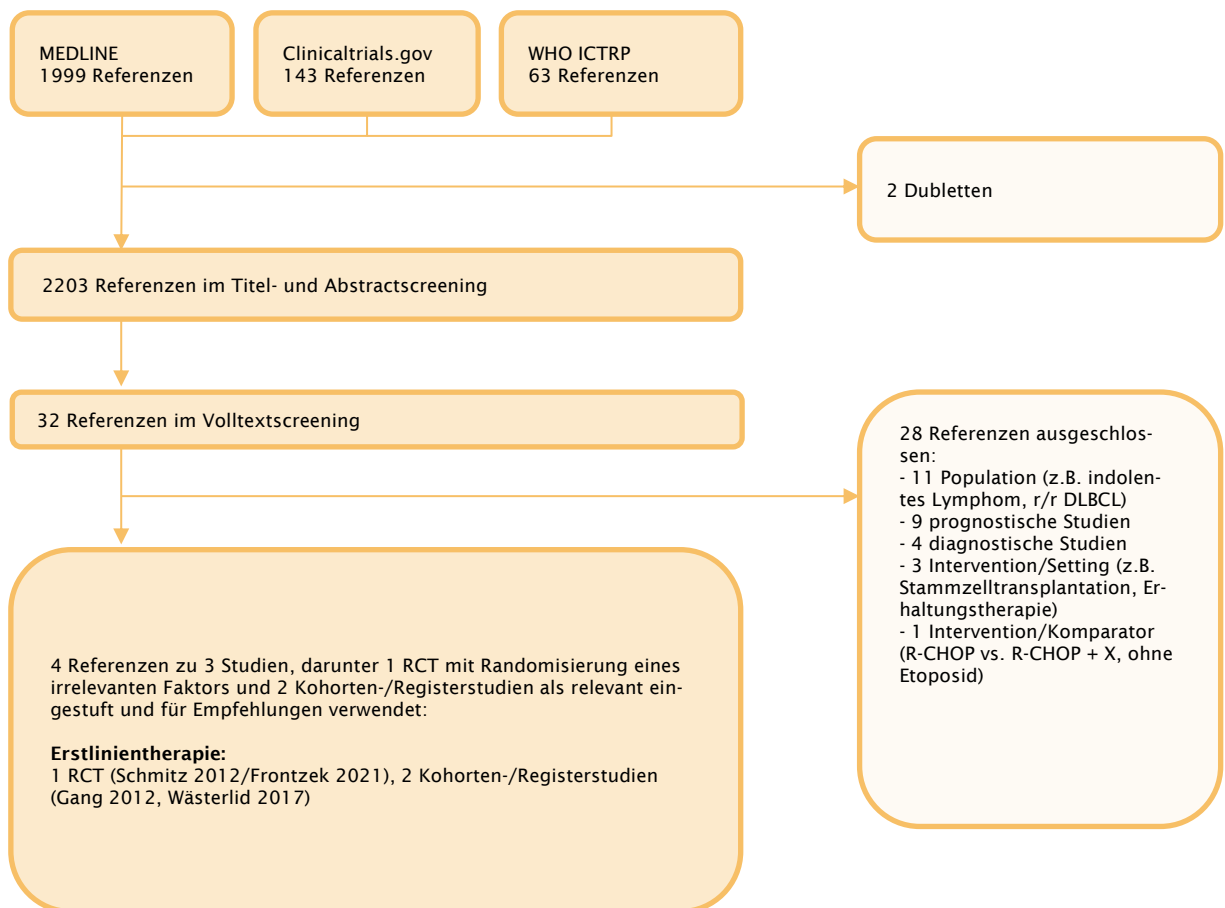 MEDLINE
1999 Referenzen
Clinicaltrials.gov
143 Referenzen
WHO ICTRP
63 Referenzen
2 Dubletten
2203 Referenzen im Titel- und Abstractscreening
32 Referenzen im Volltextscreening
28 Referenzen ausgeschlos-
sen:
- 11 Population (z.B. indolen-
tes Lymphom, r/r DLBCL)
- 9 prognostische Studien
- 4 diagnostische Studien
- 3 Intervention/Setting (z.B.
Stammzelltransplantation, Er-
haltungstherapie)
- 1 Intervention/Komparator
(R-CHOP vs. R-CHOP + X, ohne
Etoposid)
4 Referenzen zu 3 Studien, darunter 1 RCT mit Randomisierung eines
irrelevanten Faktors und 2 Kohorten-/Registerstudien als relevant ein-
gestuft und für Empfehlungen verwendet:
Erstlinientherapie:
1 RCT (Schmitz 2012/Frontzek 2021), 2 Kohorten-/Registerstudien
(Gang 2012, Wästerlid 2017)